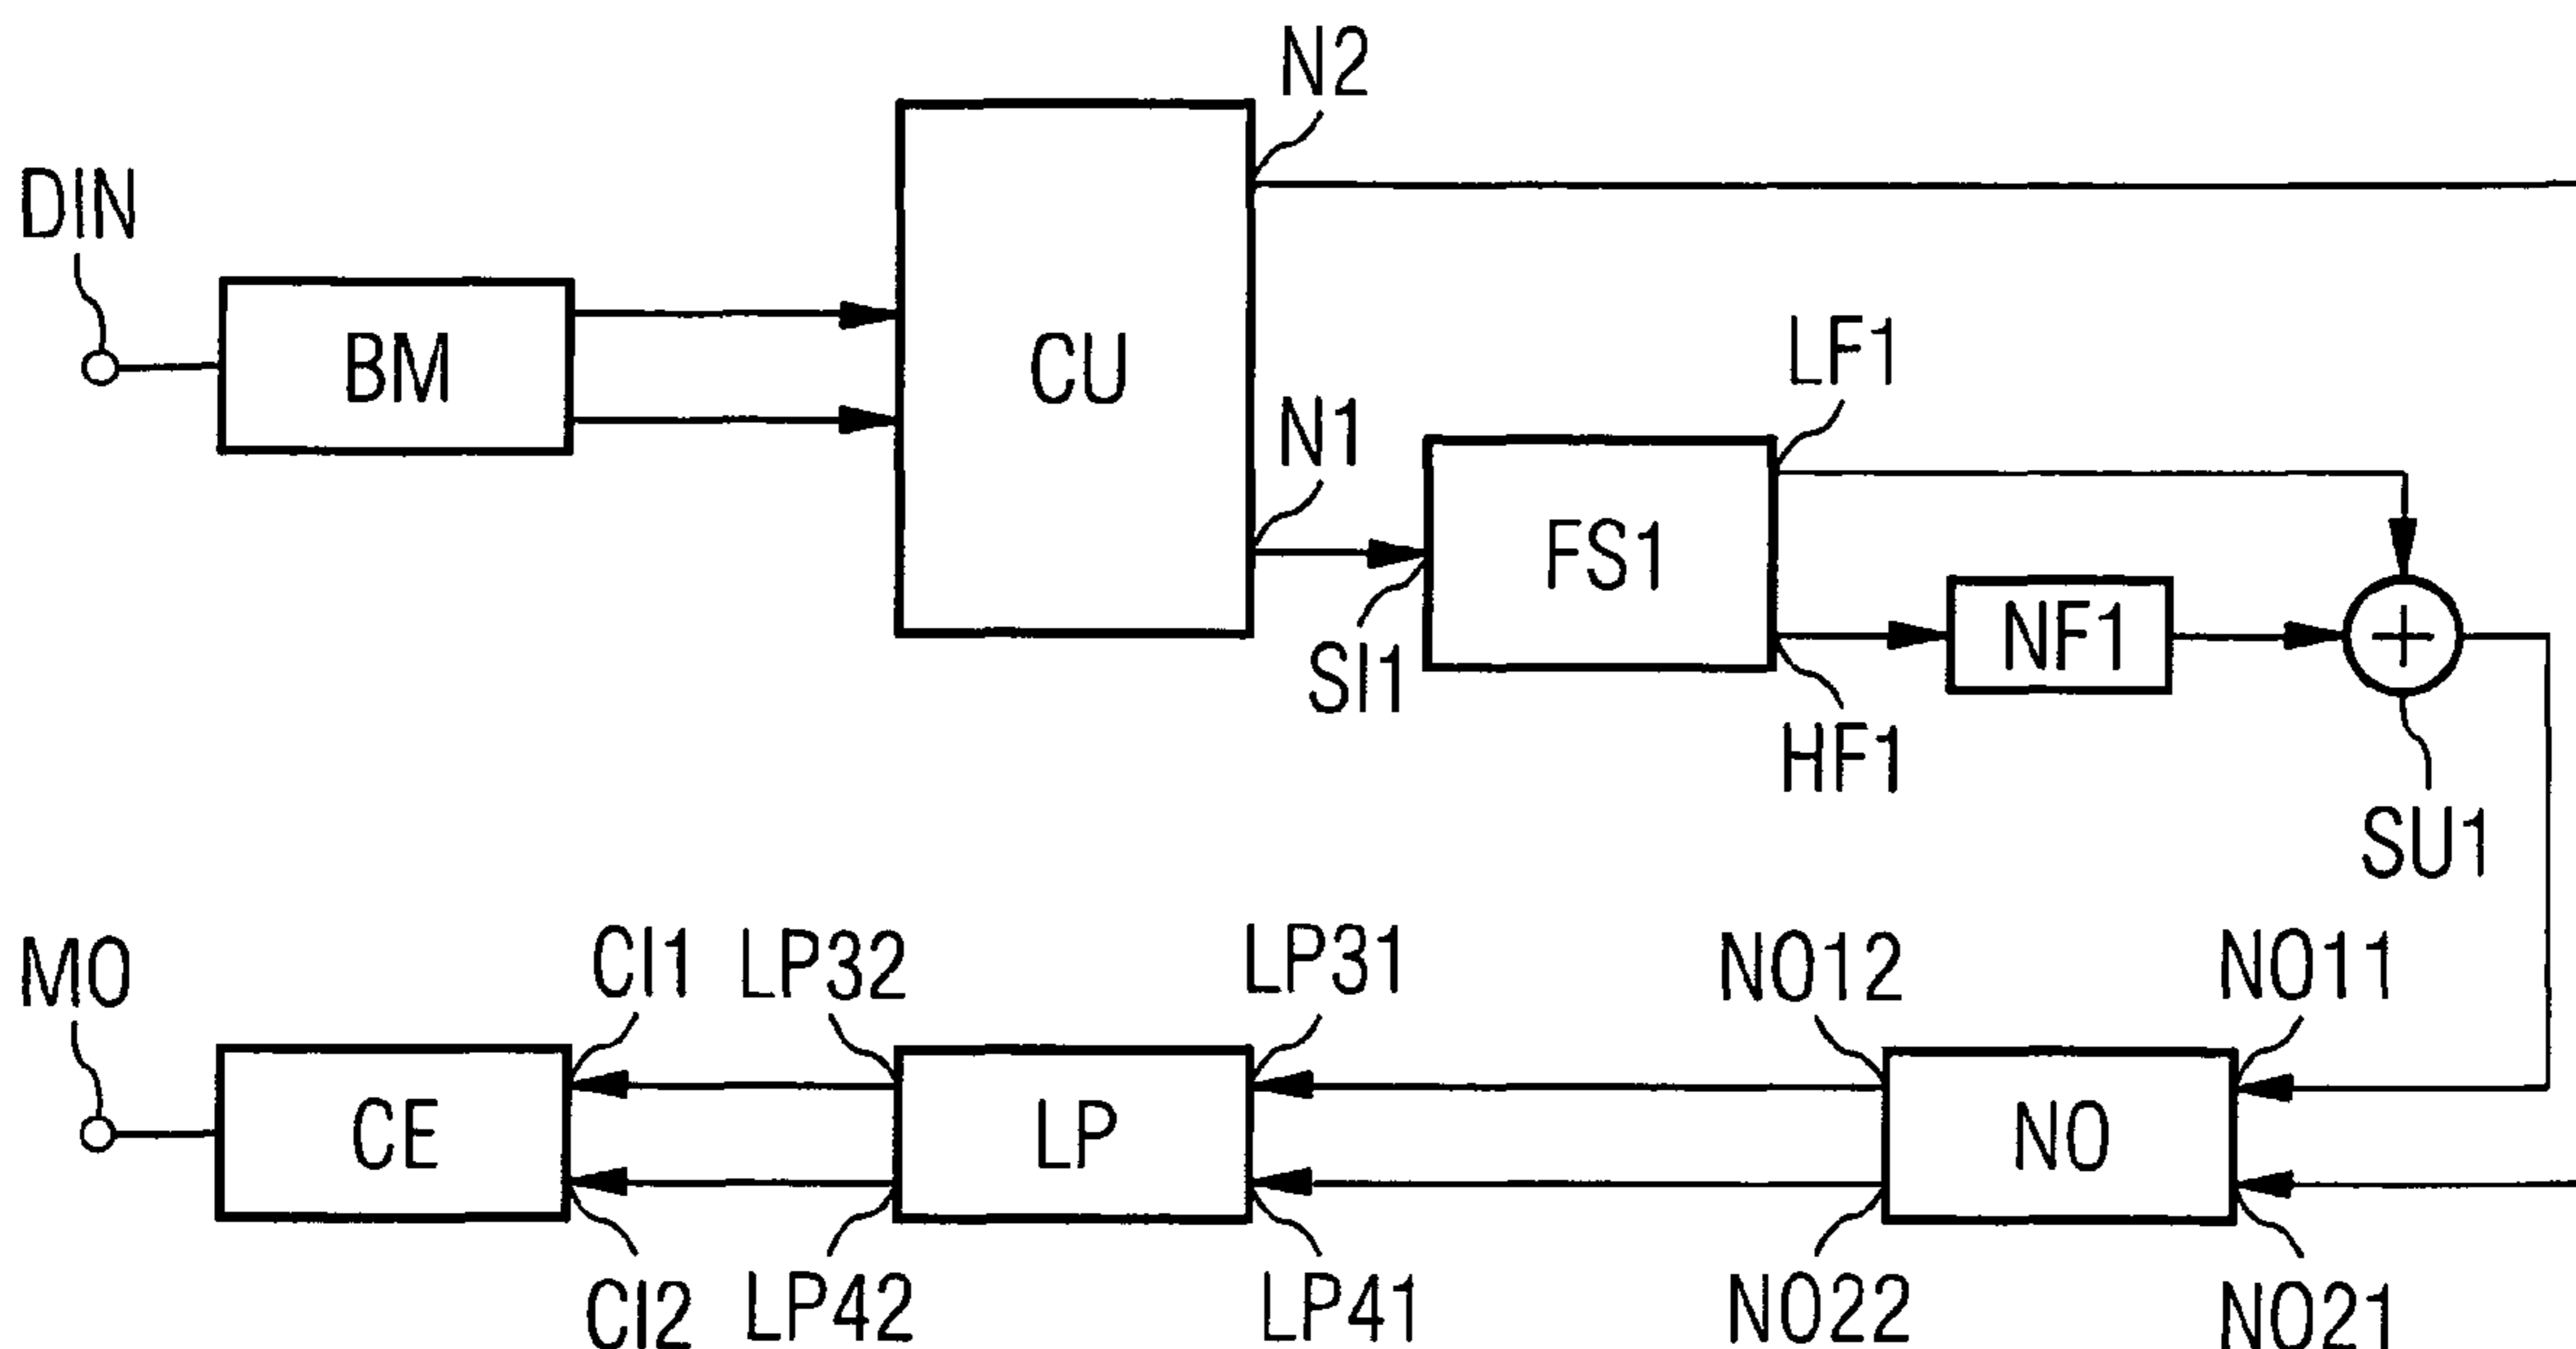 N2
DIN
BM
CU
LF1
N1
FS1
NF1
+
SI1
HF1
SU1
MO
CI1
LP32
LP31
NO12
NO11
CE
LP
NO
CI2
LP42
LP41
NO22
NO21